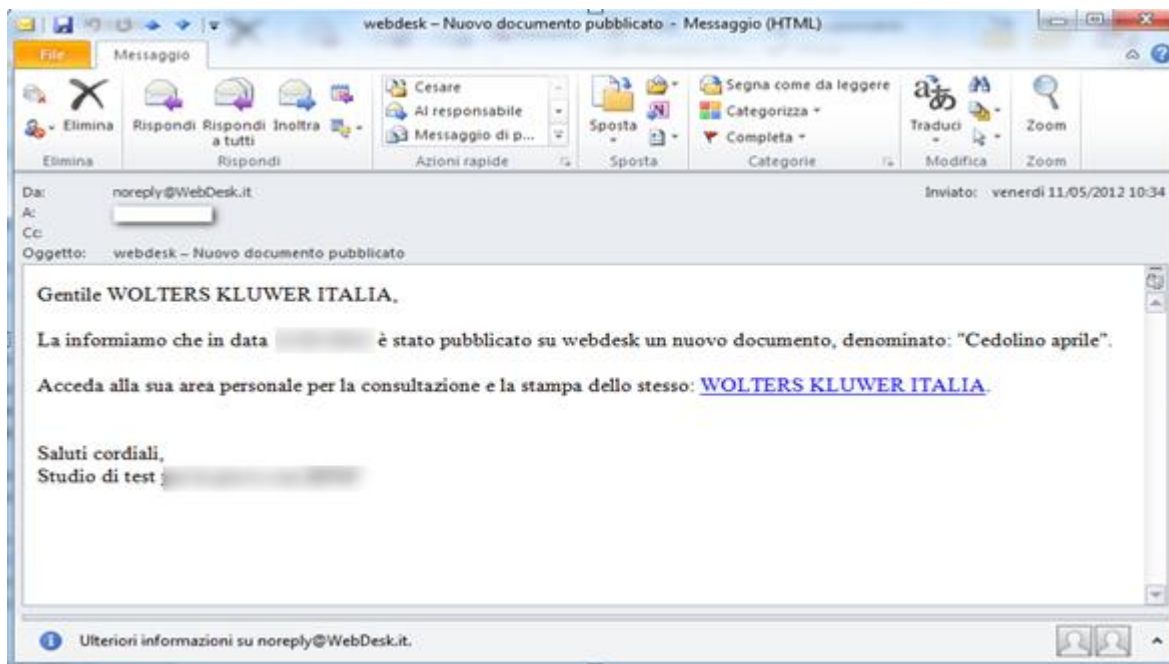 webdesk – Nuovo documento pubblicato - Messaggio (HTML)
File Messaggio
Elimina
Rispondi Rispondi a tutti Inoltra
Cesare
Al responsabile
Messaggio di p...
Sposta
Segna come da leggere
Categorizza
Completa
Traduci
Zoom
Elimina Rispondi Azioni rapide Sposta Categorie Modifica Zoom
Da: noreply@WebDesk.it Inviato: venerdì 11/05/2012 10:34
A:
Cc:
Oggetto: webdesk – Nuovo documento pubblicato
Gentile WOLTERS KLUWER ITALIA,
La informiamo che in data è stato pubblicato su webdesk un nuovo documento, denominato: "Cedolino aprile".
Acceda alla sua area personale per la consultazione e la stampa dello stesso: WOLTERS KLUWER ITALIA.
Saluti cordiali,
Studio di test
Ulteriori informazioni su noreply@WebDesk.it.